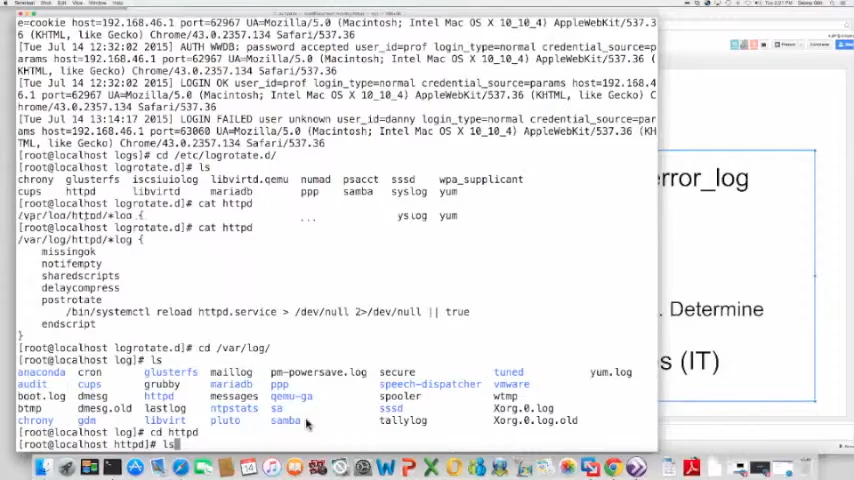 e=cookie host=192.168.46.1 port=62967 UA=Mozilla/5.0 (Macintosh; Intel Mac OS X 10_10_4) AppleWebKit/537.3
6 (KHTML, like Gecko) Chrome/43.0.2357.134 Safari/537.36
[Tue Jul 14 12:32:02 2015] AUTH WWDB: password accepted user_id=prof login_type=normal credential_source=p
arams host=192.168.46.1 port=62967 UA=Mozilla/5.0 (Macintosh; Intel Mac OS X 10_10_4) AppleWebKit/537.36
(KHTML, like Gecko) Chrome/43.0.2357.134 Safari/537.36
[Tue Jul 14 12:32:02 2015] LOGIN OK user_id=prof login_type=normal credential_source=params host=192.168.4
6.1 port=62967 UA=Mozilla/5.0 (Macintosh; Intel Mac OS X 10_10_4) AppleWebKit/537.36 (KHTML, like Gecko) C
hrome/43.0.2357.134 Safari/537.36
[Tue Jul 14 13:14:17 2015] LOGIN FAILED user unknown user_id=danny login_type=normal credential_source=par
ams host=192.168.46.1 port=63060 UA=Mozilla/5.0 (Macintosh; Intel Mac OS X 10_10_4) AppleWebKit/537.36 (KH
TML, like Gecko) Chrome/43.0.2357.134 Safari/537.36
[root@localhost logs]# cd /etc/logrotate.d/
[root@localhost logrotate.d]# ls
chrony glusterfs iscsiuiolog libvirtd.qemu numad psacct sssd wpa_supplicant
cups httpd libvirtd mariadb ppp samba syslog yum
[root@localhost logrotate.d]# cat httpd
/var/log/httpd/*log { ... yslog yum
[root@localhost logrotate.d]# cat httpd
/var/log/httpd/*log {
missingok
notifempty
sharedscripts
delaycompress
postrotate
/bin/systemctl reload httpd.service > /dev/null 2>/dev/null || true
endscript
}
[root@localhost logrotate.d]# cd /var/log/
[root@localhost log]# ls
anaconda cron glusterfs maillog pm-powersave.log secure tuned yum.log
audit cups grubby mariadb ppp speech-dispatcher vmware
boot.log dmesg httpd messages qemu-ga spooler wtmp
btmp dmesg.old lastlog ntpstats sa sssd Xorg.0.log
chrony gdm libvirt pluto samba tallylog Xorg.0.log.old
[root@localhost log]# cd httpd
[root@localhost httpd]# ls
rror_log
. Determine
s (IT)